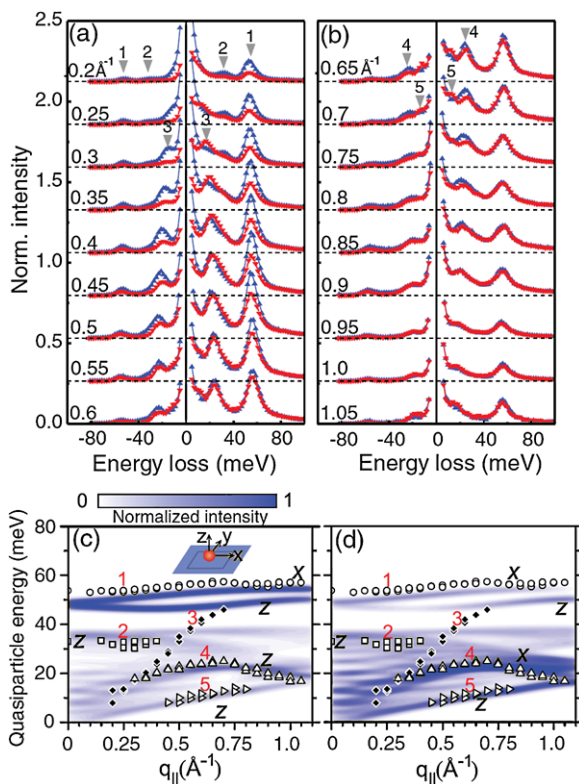 (a)
1
2
2
1
3
3
0.2Å⁻¹
0.25
0.3
0.35
0.4
0.45
0.5
0.55
0.6
2.5
2.0
1.5
1.0
0.5
0.0
Norm. intensity
-80
-40
0
40
80
Energy loss (meV)
(b)
4
4
5
5
0.65Å⁻¹
0.7
0.75
0.8
0.85
0.9
0.95
1.0
1.05
-80
-40
0
40
80
Energy loss (meV)
0
1
Normalized intensity
(c)
z
y
x
1
x
z
3
z
2
4
z
5
z
80
60
40
20
0
Quasiparticle energy (meV)
0
0.25
0.5
0.75
1.0
q||(Å⁻¹)
(d)
1
x
z
3
z
2
4
x
5
z
0
0.25
0.5
0.75
1.0
q||(Å⁻¹)